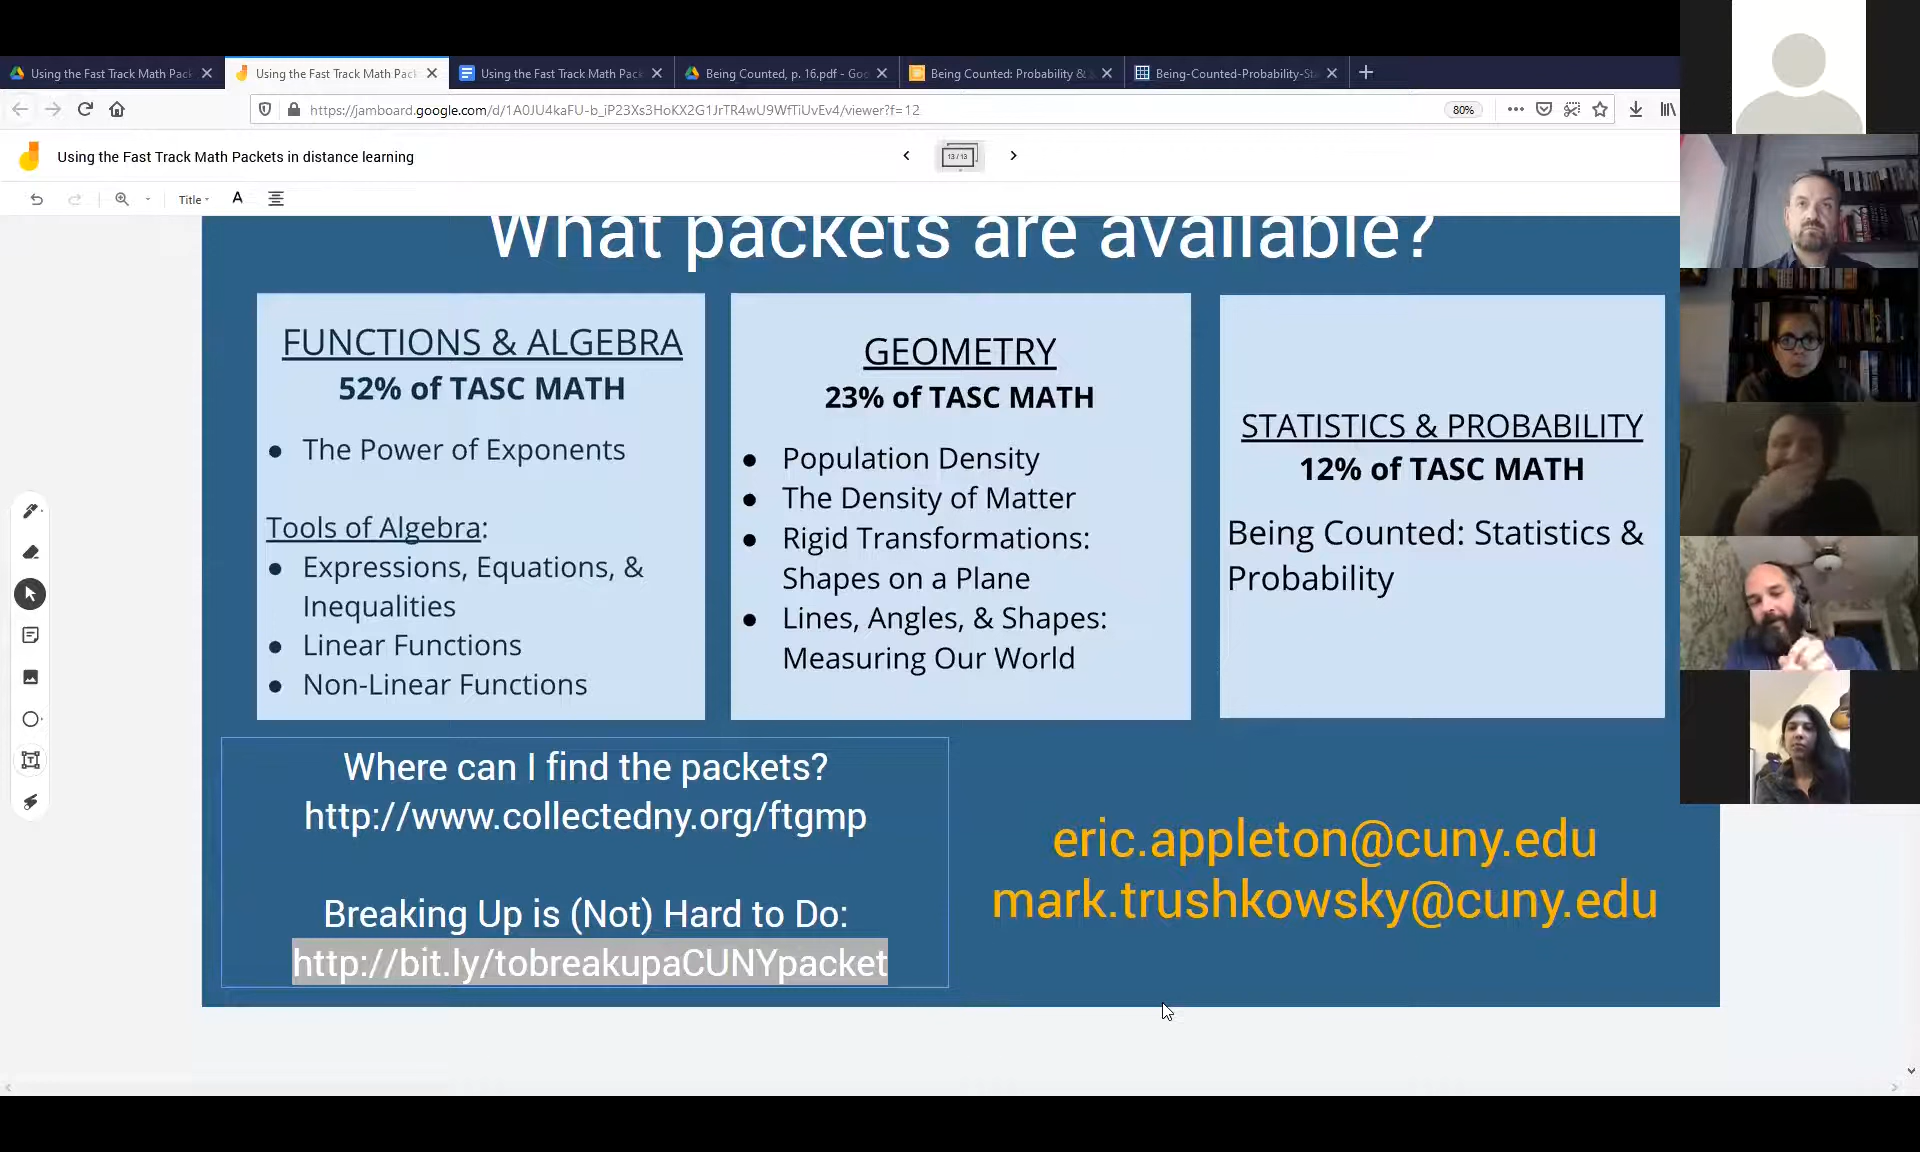 Using the Fast Track Math Pac
Using the Fast Track Math Pac
Using the Fast Track Math Pac
Being Counted, p. 16.pdf - Goo
Being Counted: Probability &
Being-Counted-Probability-St
https://jamboard.google.com/d/1A0JU4kaFU-b_iP23Xs3HoKX2G1JrTR4wU9WfTiUvEv4/viewer?f=12
80%
Using the Fast Track Math Packets in distance learning
13 / 13
Title
A
What packets are available?
FUNCTIONS & ALGEBRA
52% of TASC MATH
● The Power of Exponents
Tools of Algebra:
● Expressions, Equations, &
Inequalities
● Linear Functions
● Non-Linear Functions
GEOMETRY
23% of TASC MATH
● Population Density
● The Density of Matter
● Rigid Transformations:
Shapes on a Plane
● Lines, Angles, & Shapes:
Measuring Our World
STATISTICS & PROBABILITY
12% of TASC MATH
Being Counted: Statistics &
Probability
Where can I find the packets?
http://www.collectedny.org/ftgmp
Breaking Up is (Not) Hard to Do:
http://bit.ly/tobreakupaCUNYpacket
eric.appleton@cuny.edu
mark.trushkowsky@cuny.edu